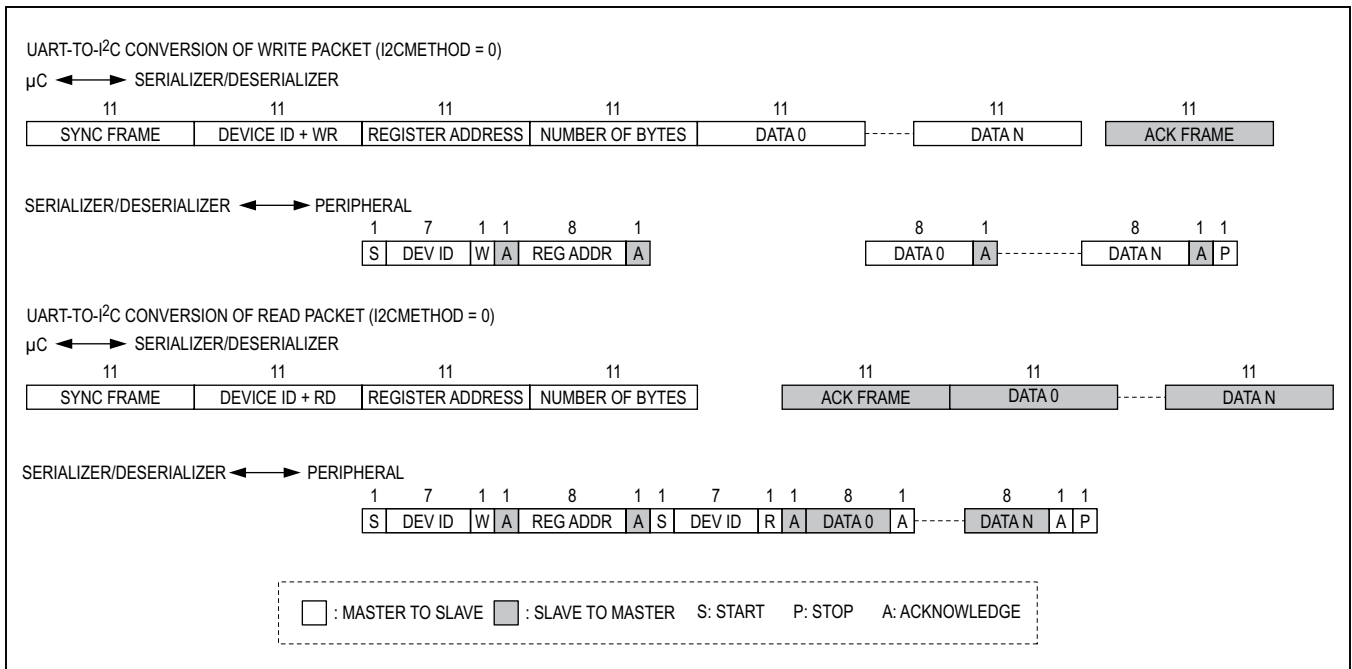 UART-TO-I2C CONVERSION OF WRITE PACKET (I2CMETHOD = 0)
µC SERIALIZER/DESERIALIZER
11 11 11 11 11 11 11
SYNC FRAME DEVICE ID + WR REGISTER ADDRESS NUMBER OF BYTES DATA 0 DATA N ACK FRAME
SERIALIZER/DESERIALIZER PERIPHERAL
1 7 1 1 8 1 8 1 8 1 1
S DEV ID W A REG ADDR A DATA 0 A DATA N A P
UART-TO-I2C CONVERSION OF READ PACKET (I2CMETHOD = 0)
µC SERIALIZER/DESERIALIZER
11 11 11 11 11 11 11
SYNC FRAME DEVICE ID + RD REGISTER ADDRESS NUMBER OF BYTES ACK FRAME DATA 0 DATA N
SERIALIZER/DESERIALIZER PERIPHERAL
1 7 1 1 8 1 1 7 1 1 8 1 8 1 1
S DEV ID W A REG ADDR A S DEV ID R A DATA 0 A DATA N A P
: MASTER TO SLAVE : SLAVE TO MASTER S: START P: STOP A: ACKNOWLEDGE